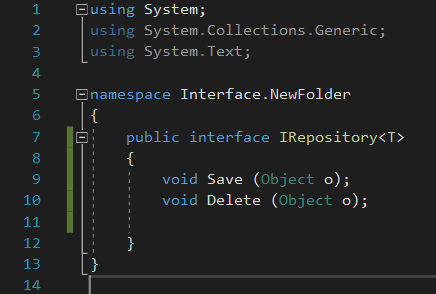 1 using System;
2 using System.Collections.Generic;
3 using System.Text;
4
5 namespace Interface.NewFolder
6 {
7 public interface IRepository<T>
8 {
9 void Save (Object o);
10 void Delete (Object o);
11
12 }
13 }
14